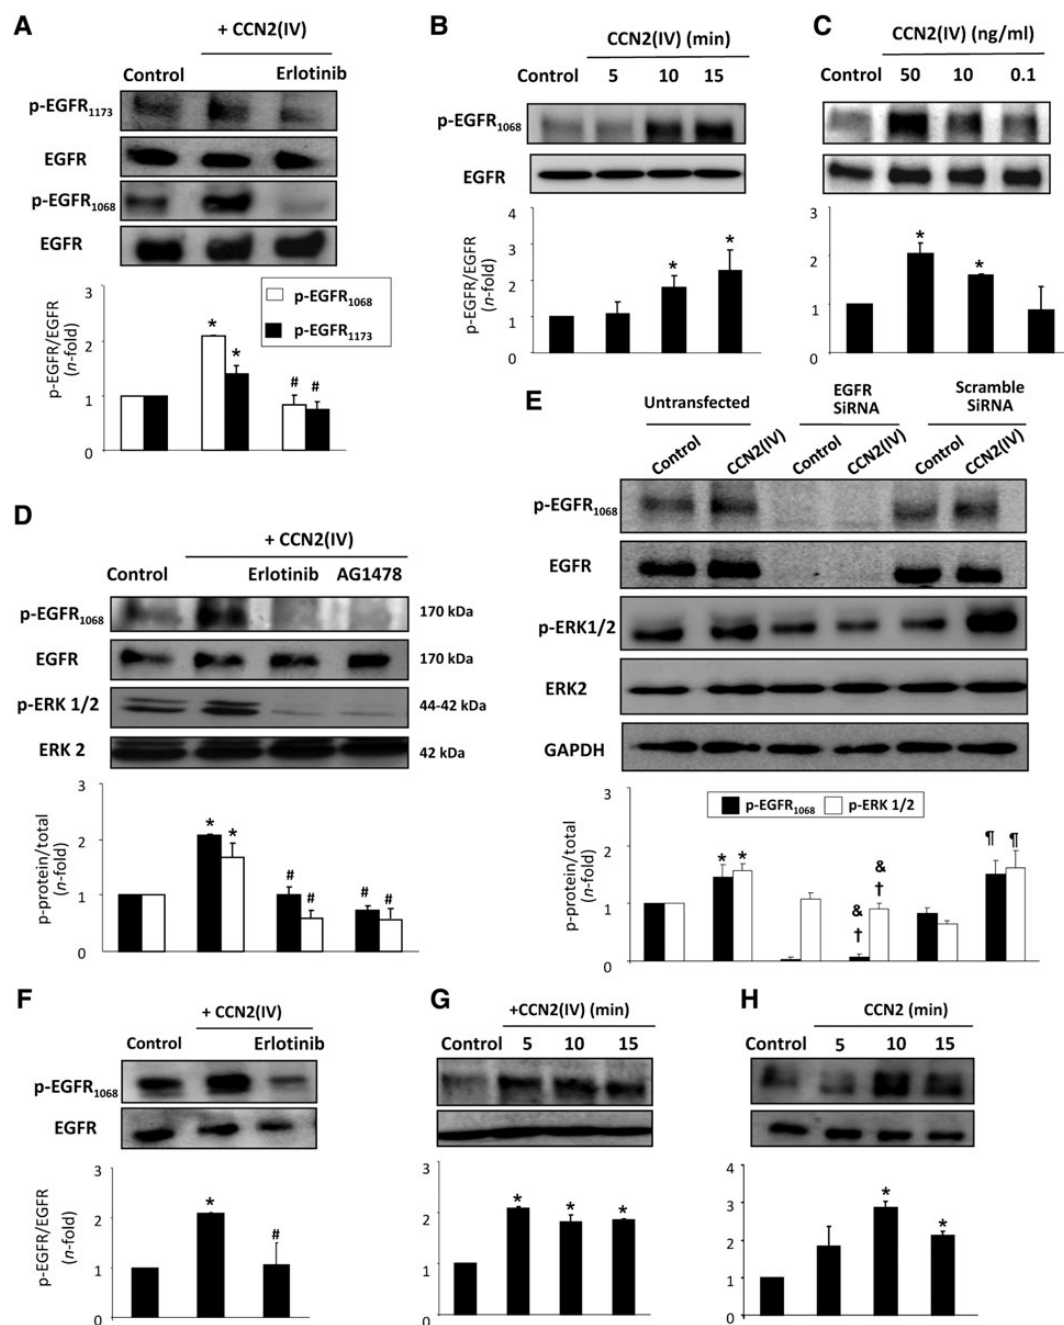 A
+ CCN2(IV)
Control Erlotinib
p-EGFR1173
EGFR
p-EGFR1068
EGFR
p-EGFR/EGFR
(n-fold)
3
2
1
0
p-EGFR1068
p-EGFR1173
* * # #
B
CCN2(IV) (min)
Control 5 10 15
p-EGFR1068
EGFR
p-EGFR/EGFR
(n-fold)
4
3
2
1
0
* *
C
CCN2(IV) (ng/ml)
Control 50 10 0.1
3
2
1
0
* *
D
+ CCN2(IV)
Control Erlotinib AG1478
p-EGFR1068 170 kDa
EGFR 170 kDa
p-ERK 1/2 44-42 kDa
ERK 2 42 kDa
p-protein/total
(n-fold)
3
2
1
0
* * # # # #
E
Untransfected EGFR SiRNA Scramble SiRNA
Control CCN2(IV) Control CCN2(IV) Control CCN2(IV)
p-EGFR1068
EGFR
p-ERK1/2
ERK2
GAPDH
p-EGFR1068 p-ERK 1/2
p-protein/total
(n-fold)
3
2
1
0
* * & † & † ¶ ¶
F
+ CCN2(IV)
Control Erlotinib
p-EGFR1068
EGFR
p-EGFR/EGFR
(n-fold)
3
2
1
0
* #
G
+CCN2(IV) (min)
Control 5 10 15
3
2
1
0
* * *
H
CCN2 (min)
Control 5 10 15
4
3
2
1
0
* *